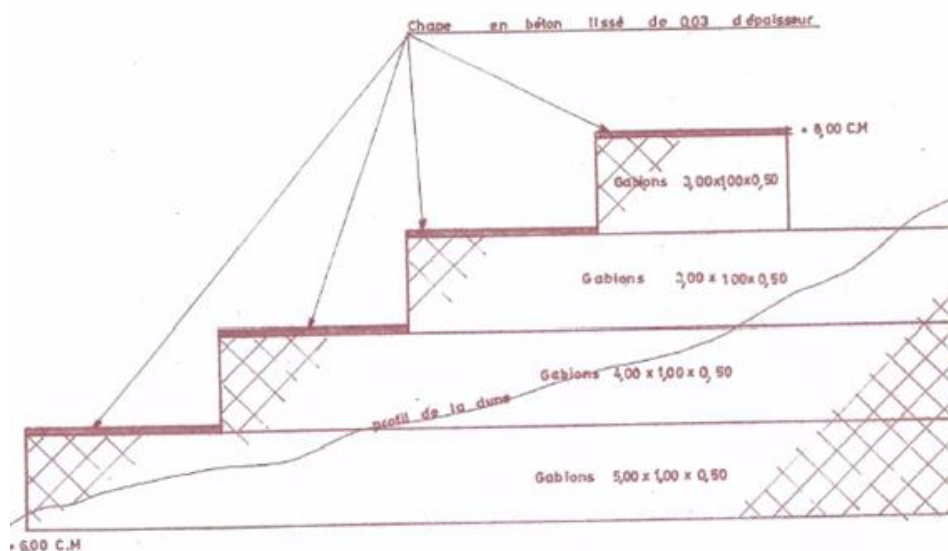 Chape en béton lissé de 0.03 d'épaisseur
+ 8,00 C.M
Gabions 3,00x1,00x0,50
Gabions 3,00 x 1,00x0,50
Gabions 4,00 x 1,00 x 0,50
profil de la dune
Gabions 5,00 x 1,00 x 0,50
+ 6.00 C.M